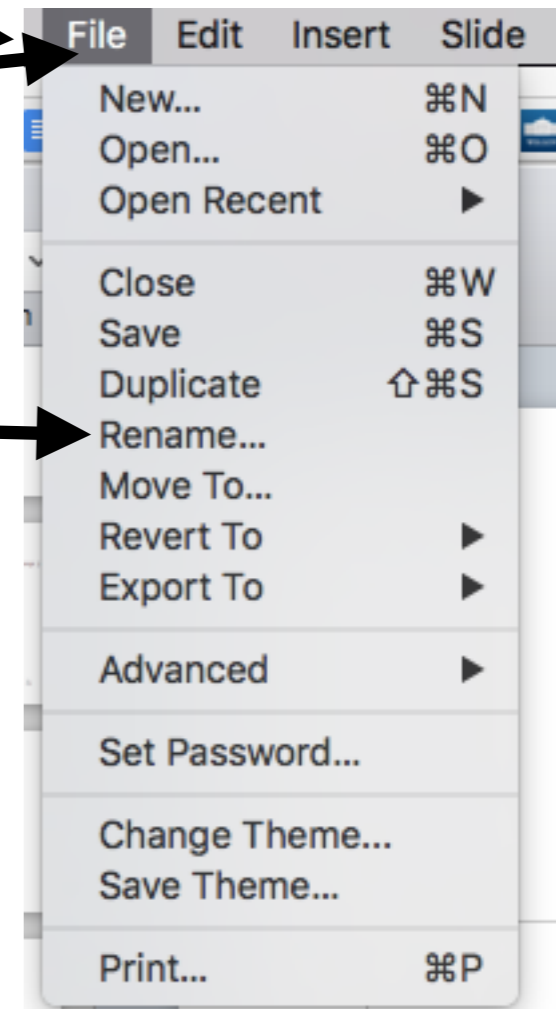 File Edit Insert Slide
New... ⌘N
Open... ⌘O
Open Recent ▶
Close ⌘W
Save ⌘S
Duplicate ⇧⌘S
Rename...
Move To...
Revert To ▶
Export To ▶
Advanced ▶
Set Password...
Change Theme...
Save Theme...
Print... ⌘P